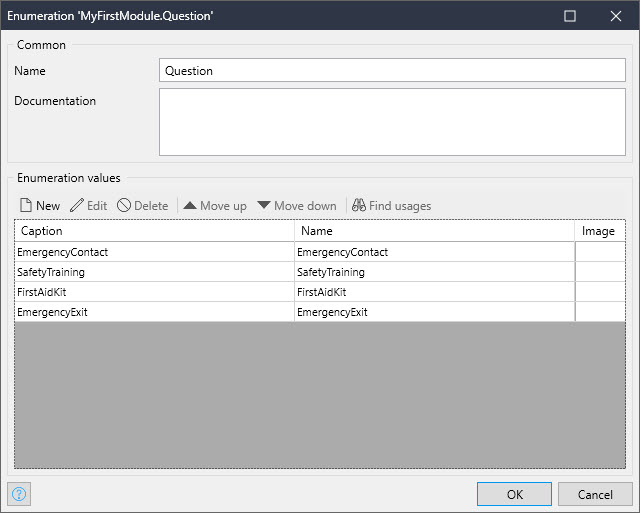 Enumeration 'MyFirstModule.Question'
Common
Name Question
Documentation
Enumeration values
New Edit Delete Move up Move down Find usages
Caption Name Image
EmergencyContact EmergencyContact
SafetyTraining SafetyTraining
FirstAidKit FirstAidKit
EmergencyExit EmergencyExit
? OK Cancel